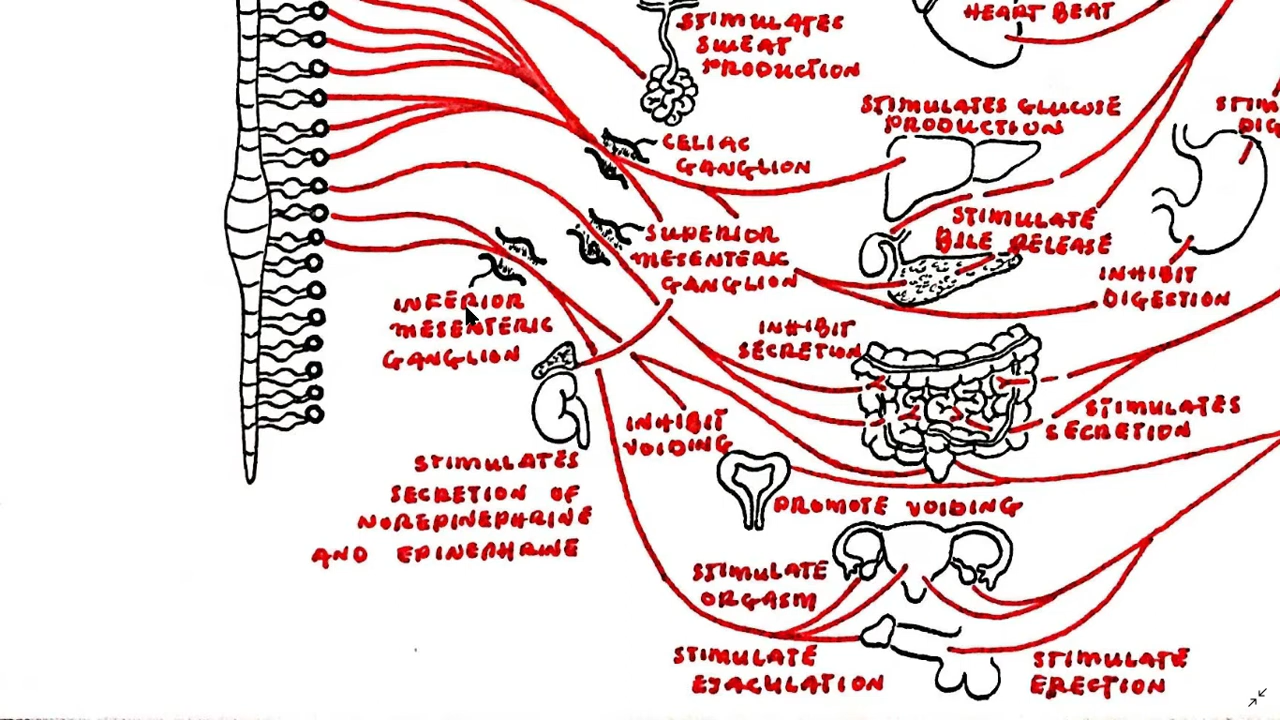 STIMULATES
SWEAT
PRODUCTION
HEART BEAT
STIMULATES GLUCOSE
PRODUCTION
CELIAC
GANGLION
STIMULATE
BILE RELEASE
SUPERIOR
MESENTERIC
GANGLION
INHIBIT
DIGESTION
INFERIOR
MESENTERIC
GANGLION
INHIBIT
SECRETION
STIMULATES
SECRETION
INHIBIT
VOIDING
STIMULATES
SECRETION OF
NOREPINEPHRINE
AND EPINEPHRINE
PROMOTE VOIDING
STIMULATE
ORGASM
STIMULATE
EJACULATION
STIMULATE
ERECTION